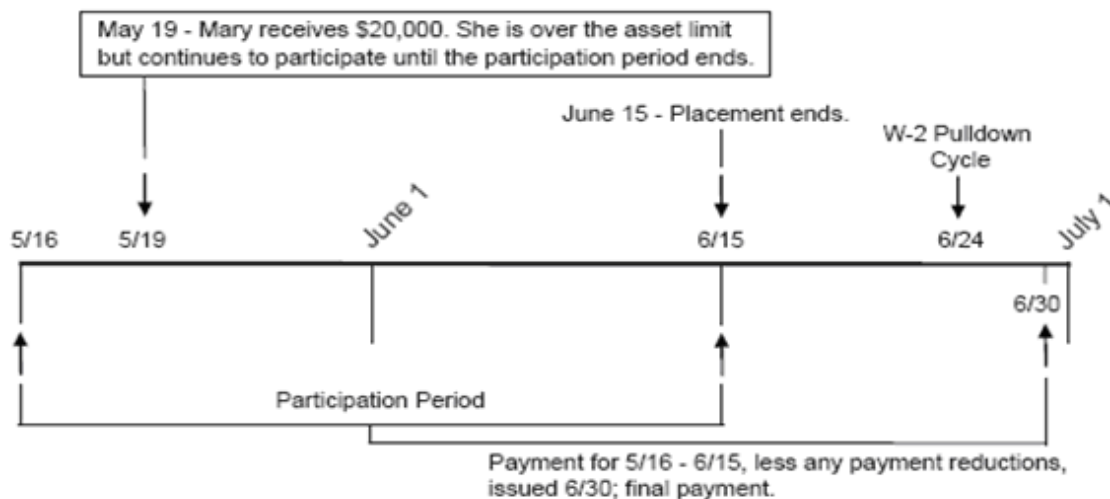 May 19 - Mary receives $20,000. She is over the asset limit
but continues to participate until the participation period ends.
June 15 - Placement ends.
W-2 Pulldown
Cycle
5/16
5/19
June 1
6/15
6/24
July 1
6/30
Participation Period
Payment for 5/16 - 6/15, less any payment reductions,
issued 6/30; final payment.